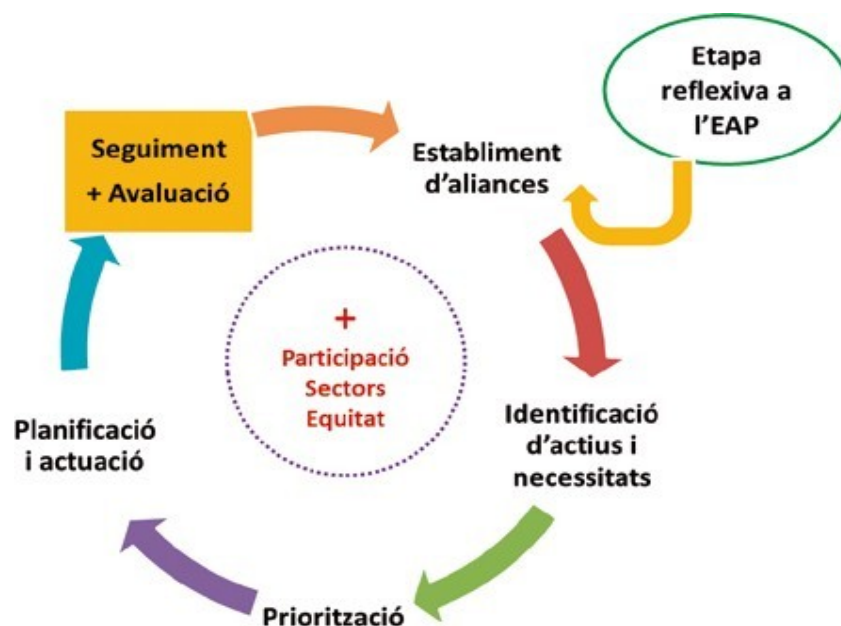 Etapa
reflexiva a
l'EAP
Seguiment
+ Avaluació
Establiment
d'aliances
+
Participació
Sectors
Equitat
Identificació
d'actius i
necessitats
Planificació
i actuació
Priorització